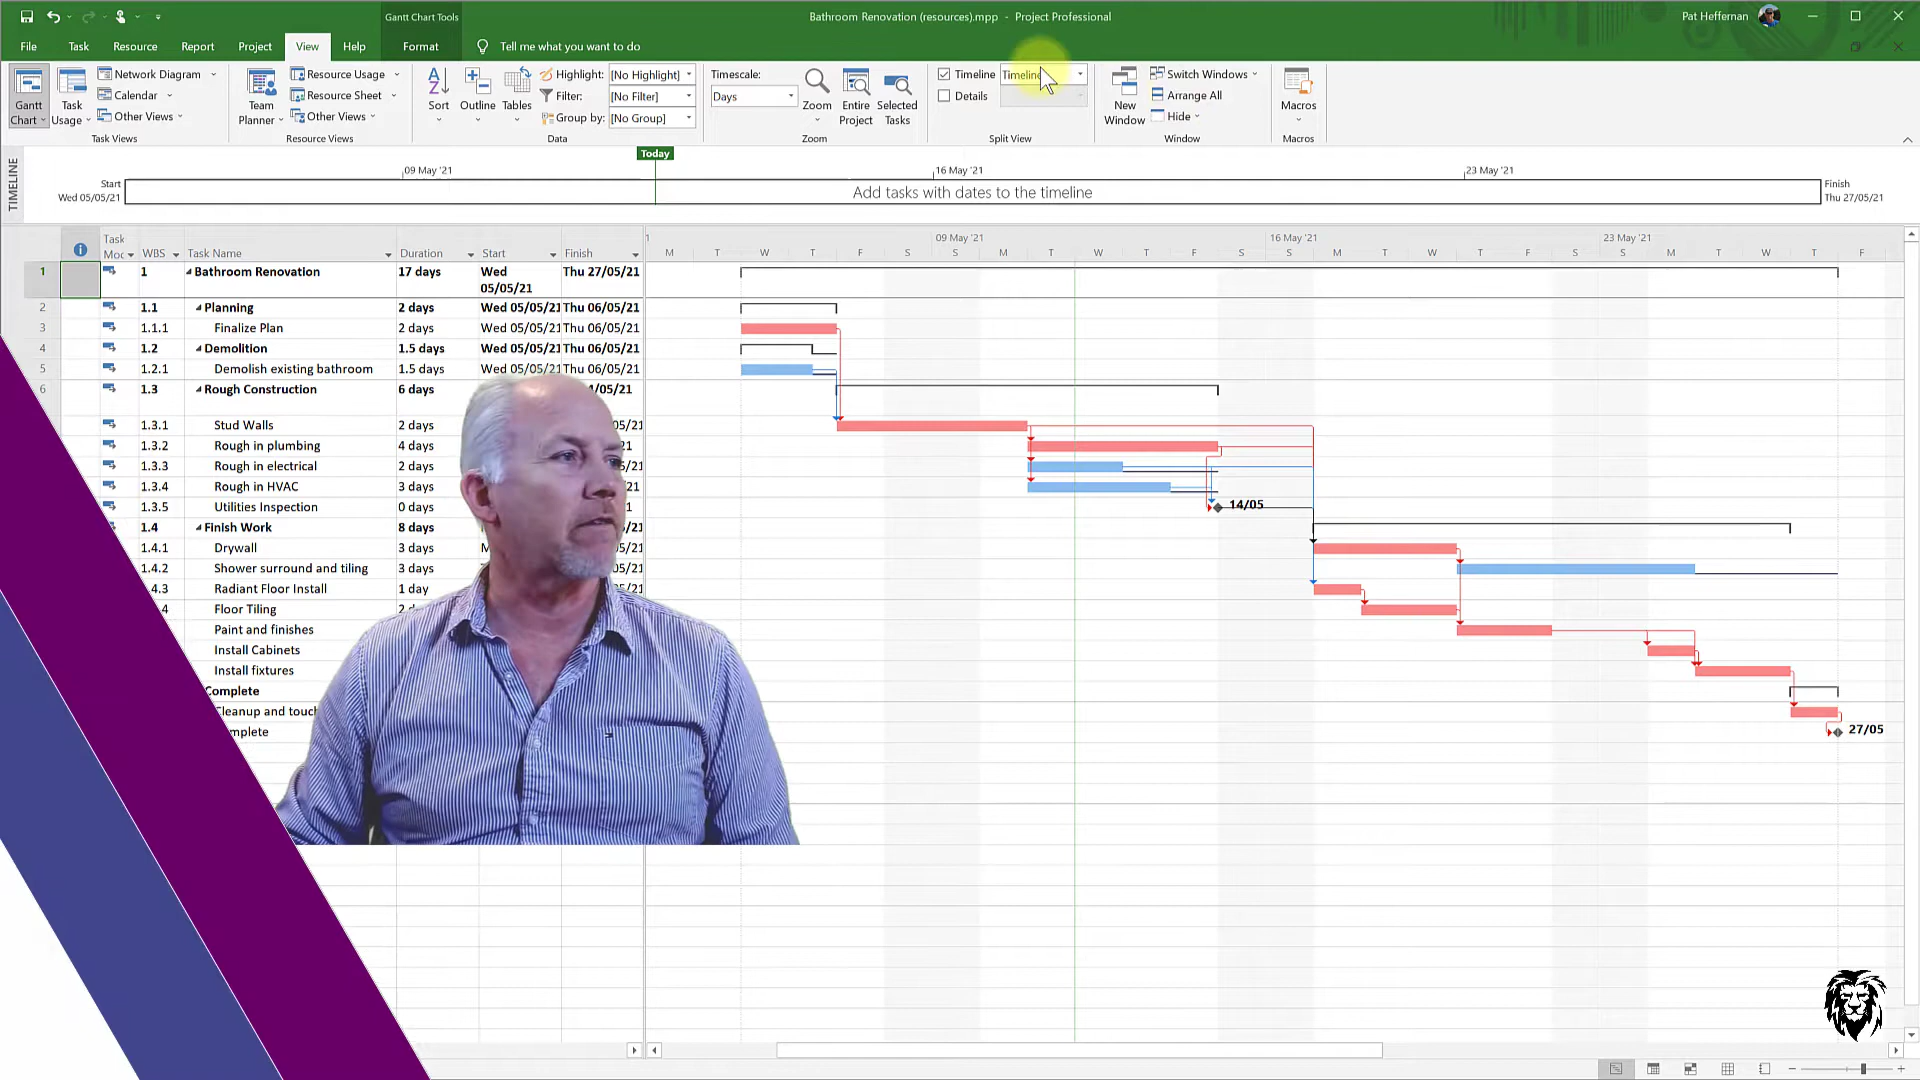 Gantt Chart Tools
Bathroom Renovation (resources).mpp - Project Professional
Pat Heffernan
File Task Resource Report Project View Help Format Tell me what you want to do
Gantt Chart
Task Usage
Network Diagram
Calendar
Other Views
Task Views
Team Planner
Resource Usage
Resource Sheet
Other Views
Resource Views
Sort
Outline
Tables
Highlight: [No Highlight]
Filter: [No Filter]
Group by: [No Group]
Data
Timescale:
Days
Zoom
Entire Project
Selected Tasks
Zoom
Timeline
Details
Split View
New Window
Switch Windows
Arrange All
Hide
Window
Macros
Macros
TIMELINE
Today
09 May '21 16 May '21 23 May '21
Start
Wed 05/05/21
Add tasks with dates to the timeline
Finish
Thu 27/05/21
Task
WBS Task Name Duration Start Finish
09 May '21 16 May '21 23 May '21
M T W T F S S M T W T F S S M T W T F S S M T W T F
1 1 Bathroom Renovation 17 days Wed 05/05/21 Thu 27/05/21
2 1.1 Planning 2 days Wed 05/05/21 Thu 06/05/21
3 1.1.1 Finalize Plan 2 days Wed 05/05/21 Thu 06/05/21
4 1.2 Demolition 1.5 days Wed 05/05/21 Thu 06/05/21
5 1.2.1 Demolish existing bathroom 1.5 days Wed 05/05/21 Thu 06/05/21
6 1.3 Rough Construction 6 days
1.3.1 Stud Walls 2 days
1.3.2 Rough in plumbing 4 days
1.3.3 Rough in electrical 2 days
1.3.4 Rough in HVAC 3 days
1.3.5 Utilities Inspection 0 days
14/05
1.4 Finish Work 8 days
1.4.1 Drywall 3 days
1.4.2 Shower surround and tiling 3 days
1.4.3 Radiant Floor Install 1 day
Floor Tiling
Paint and finishes
Install Cabinets
Install fixtures
Complete
Cleanup and
27/05